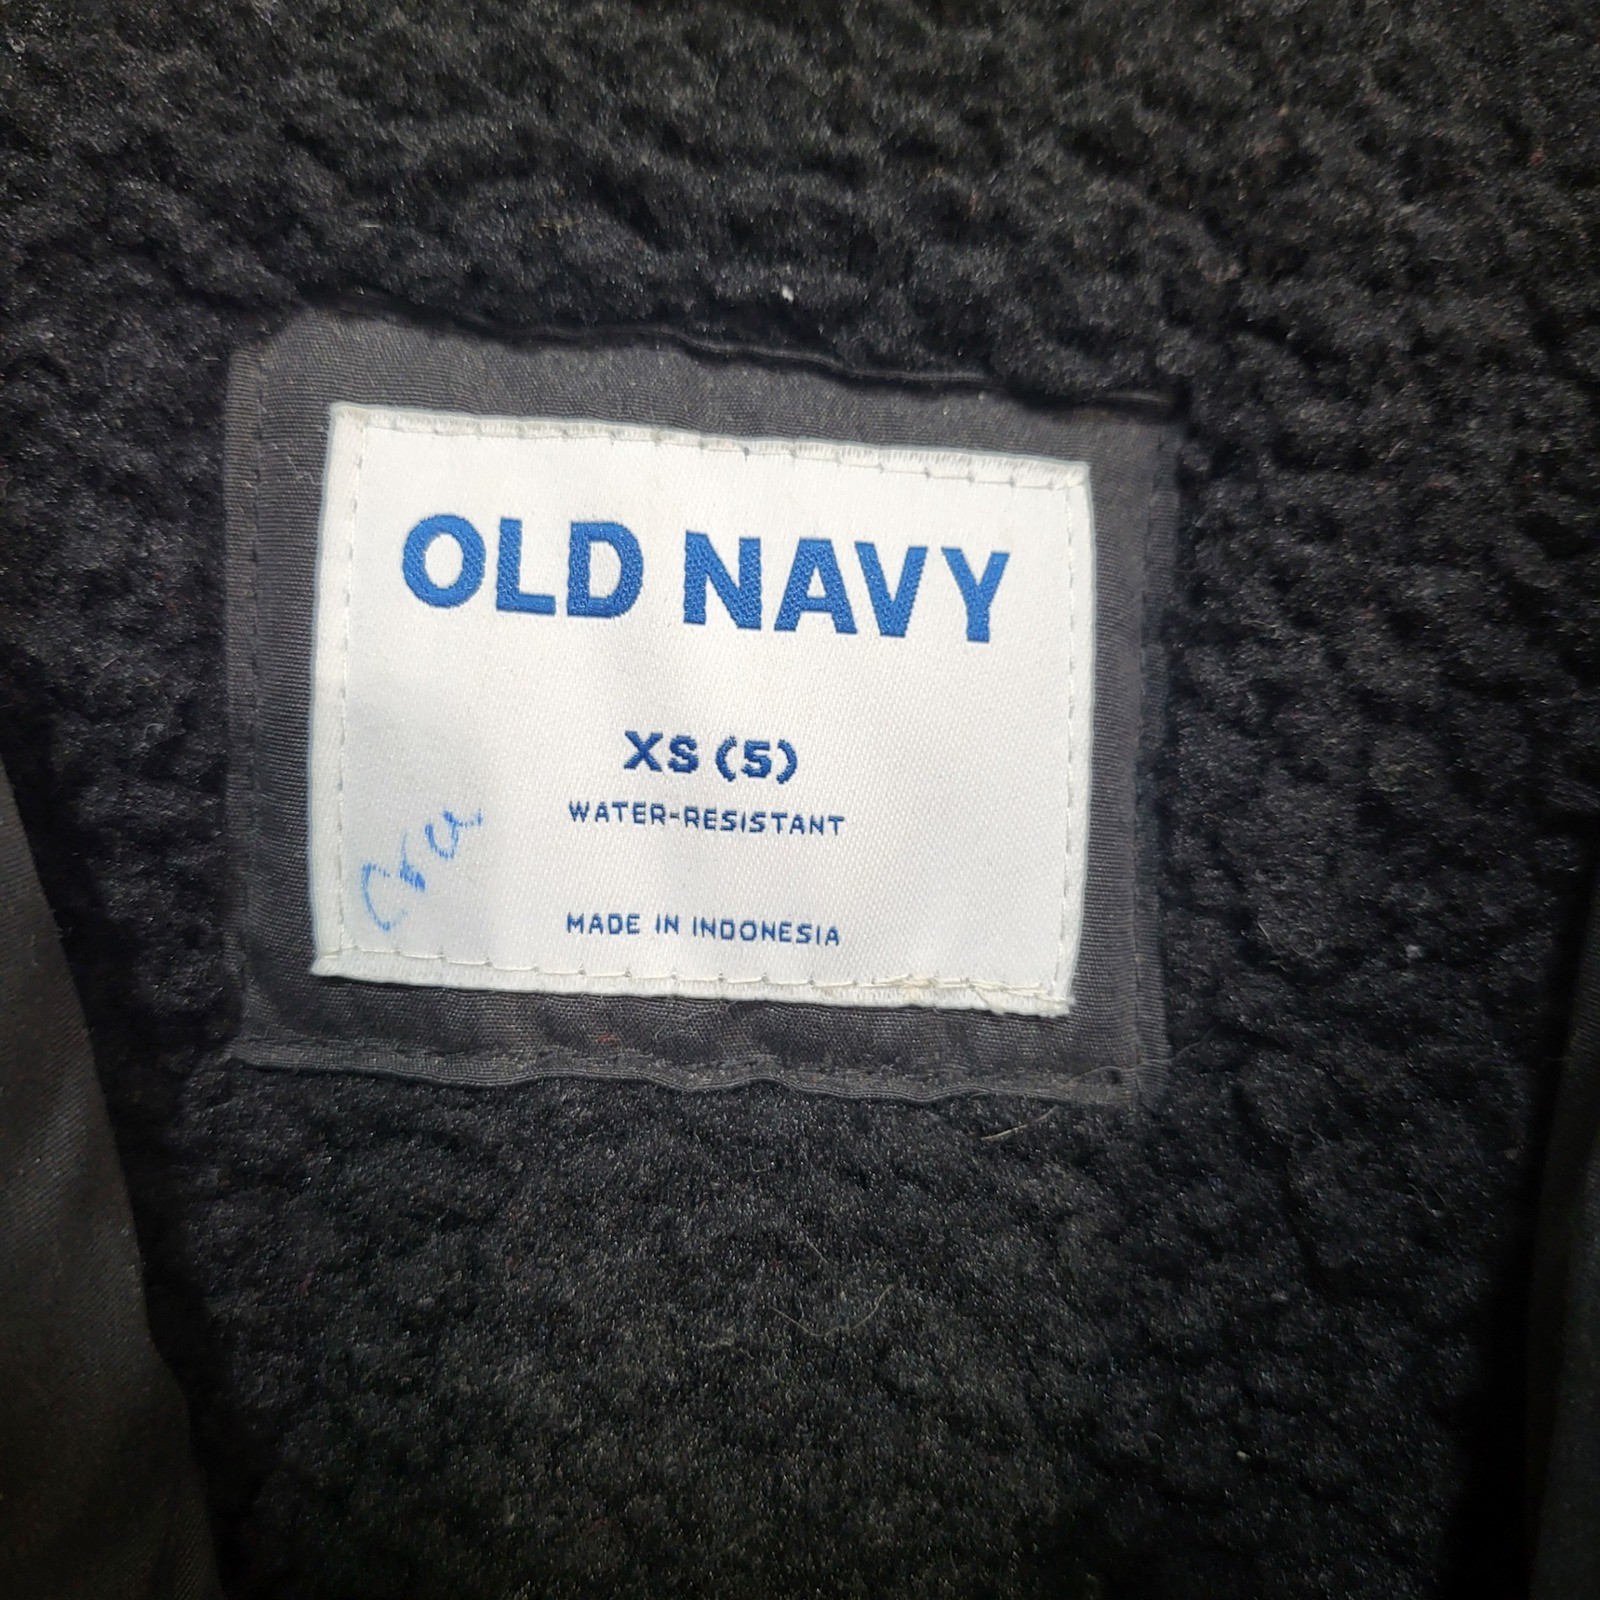 OLD NAVY
XS (5)
WATER-RESISTANT
MADE IN INDONESIA